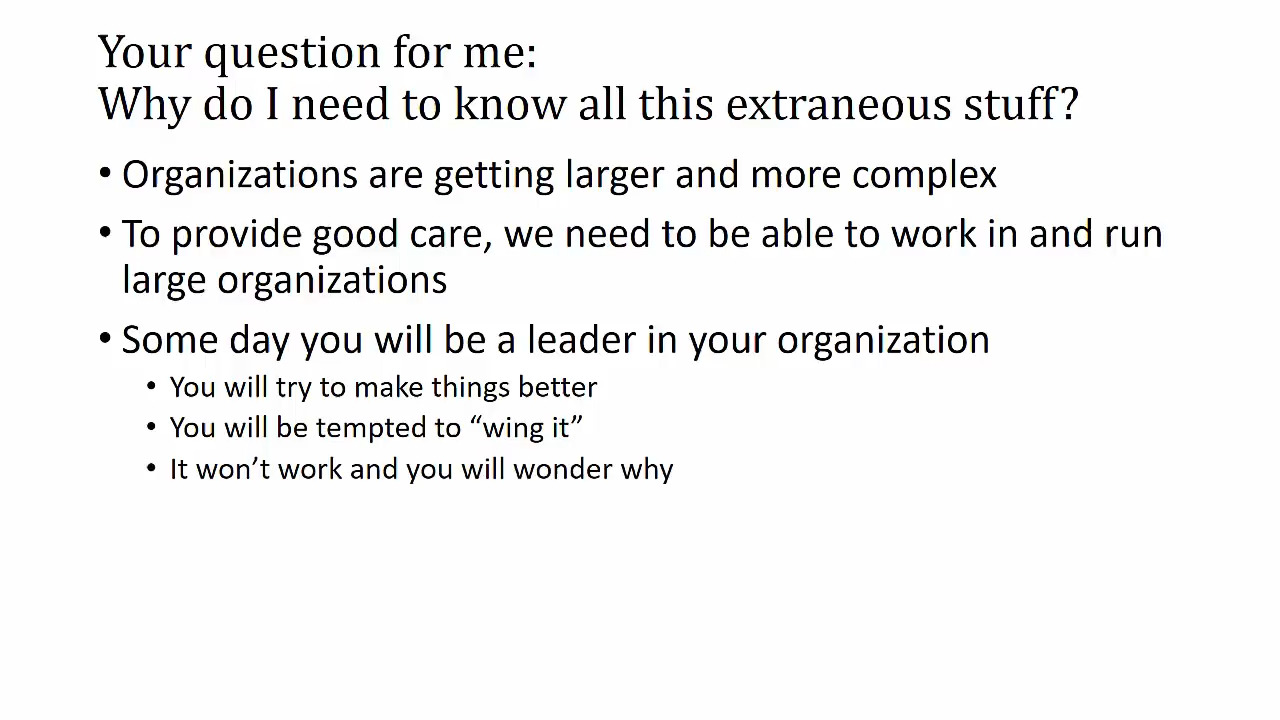 Your question for me:
Why do I need to know all this extraneous stuff?
• Organizations are getting larger and more complex
• To provide good care, we need to be able to work in and run
large organizations
• Some day you will be a leader in your organization
• You will try to make things better
• You will be tempted to “wing it”
• It won’t work and you will wonder why